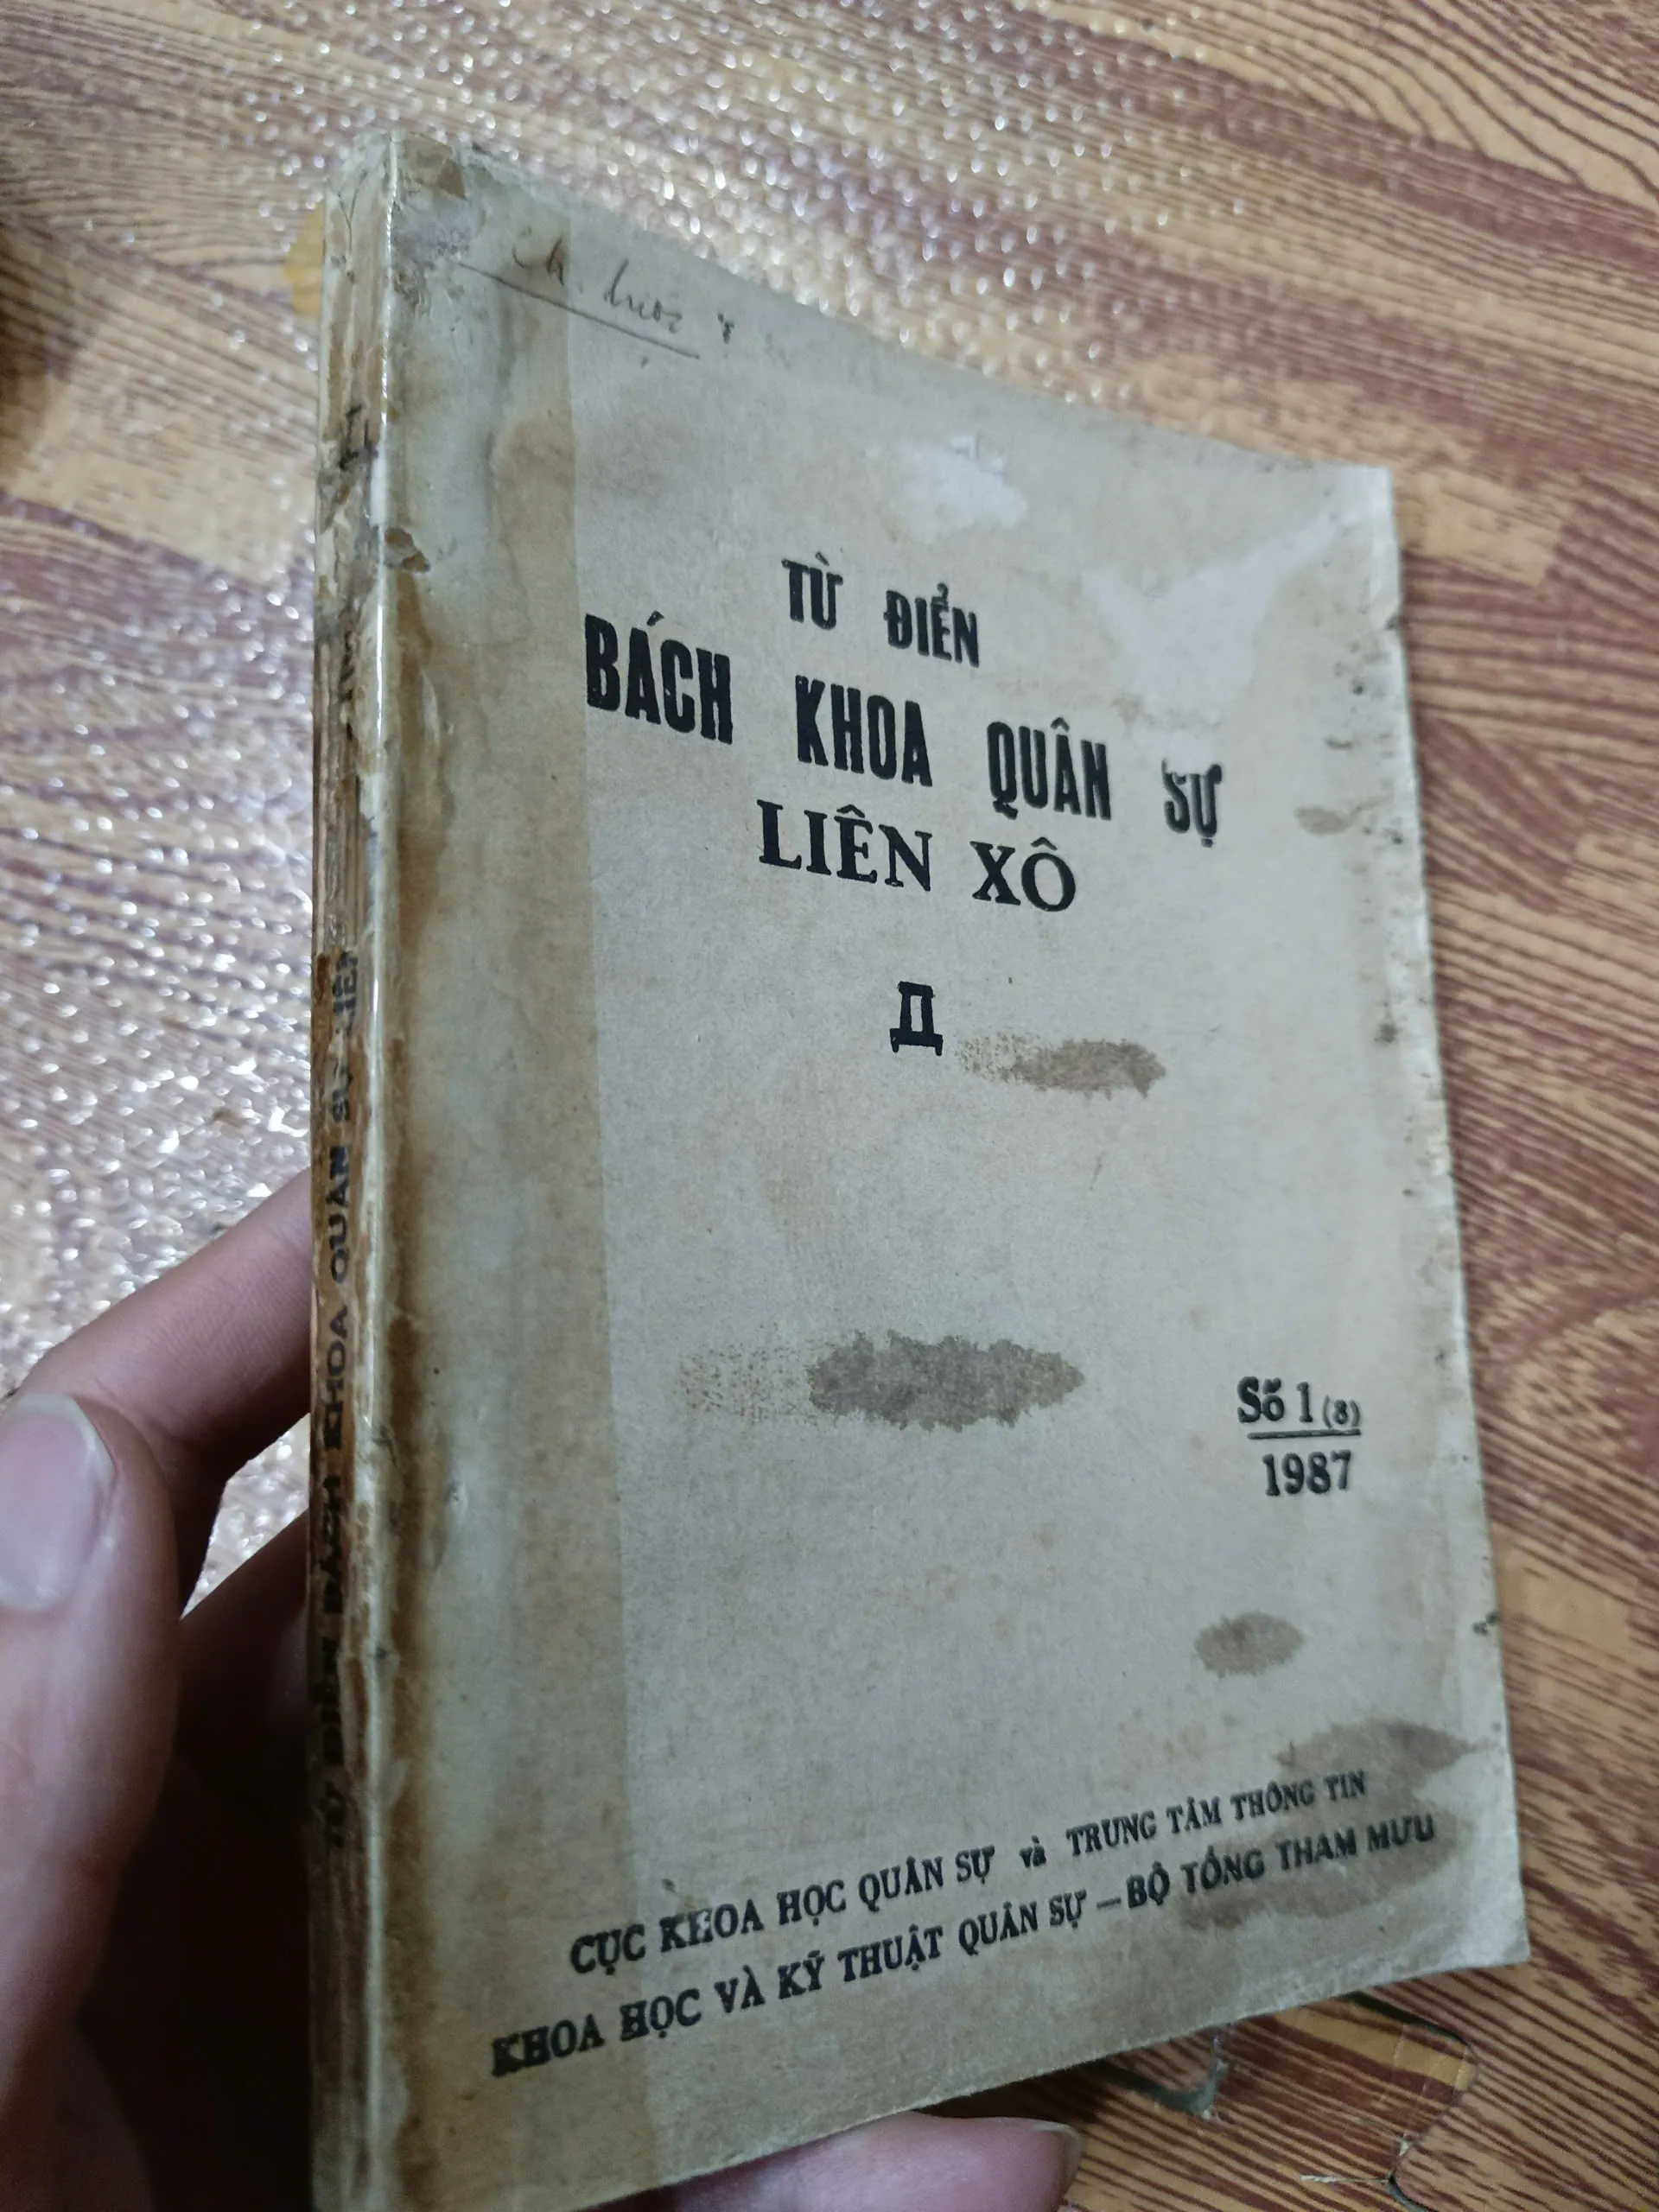 TỪ ĐIỂN
BÁCH KHOA QUÂN SỰ
LIÊN XÔ
Д
Số 1 (8)
1987
CỤC KHOA HỌC QUÂN SỰ và TRUNG TÂM THÔNG TIN
KHOA HỌC VÀ KỸ THUẬT QUÂN SỰ — BỘ TỔNG THAM MƯU
TỪ ĐIỂN BÁCH KHOA QUÂN SỰ